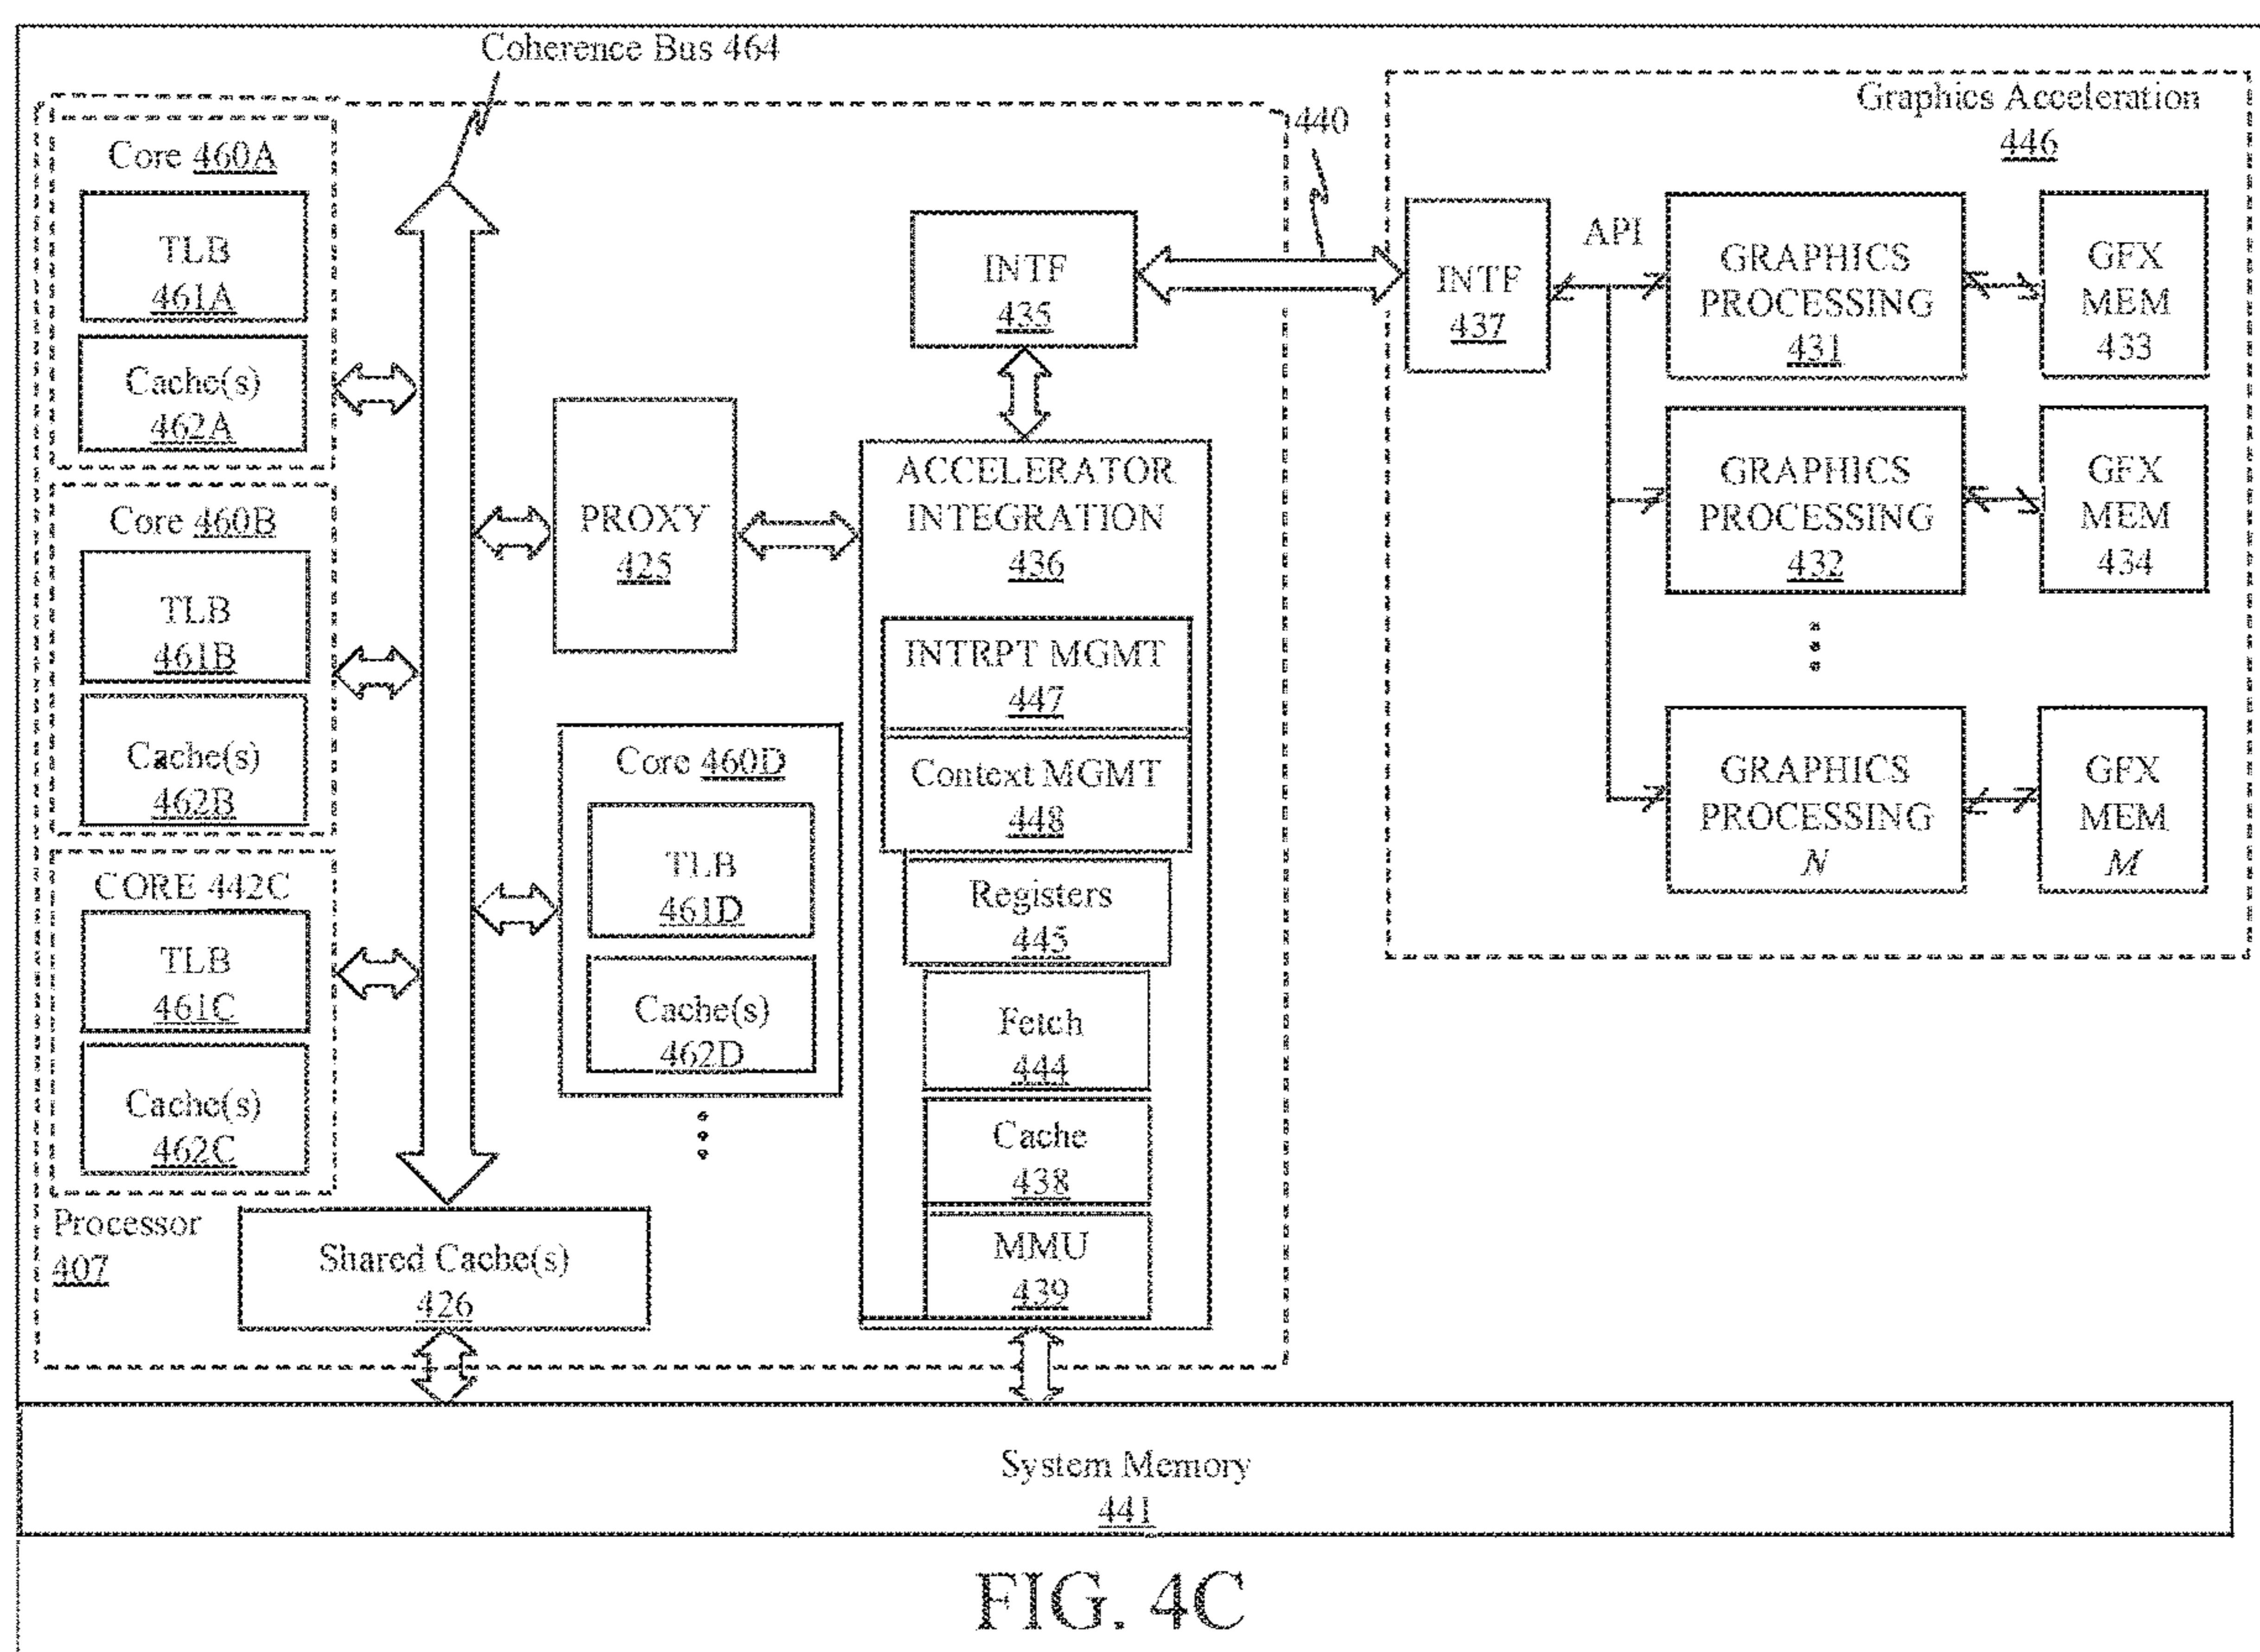 Coherence Bus 464
Core 460A
TLB
461A
Cache(s)
462A
Core 460B
TLB
461B
Cache(s)
462B
CORE 442C
TLB
461C
Cache(s)
462C
Processor
407
Shared Cache(s)
426
PROXY
425
Core 460D
TLB
461D
Cache(s)
462D
INTF
435
ACCELERATOR
INTEGRATION
436
INTRPT MGMT
447
Context MGMT
448
Registers
445
Fetch
444
Cache
438
MMU
439
440
Graphics Acceleration
446
INTF
437
API
GRAPHICS
PROCESSING
431
GFX
MEM
433
GRAPHICS
PROCESSING
432
GFX
MEM
434
GRAPHICS
PROCESSING
N
GFX
MEM
M
System Memory
441
FIG. 4C